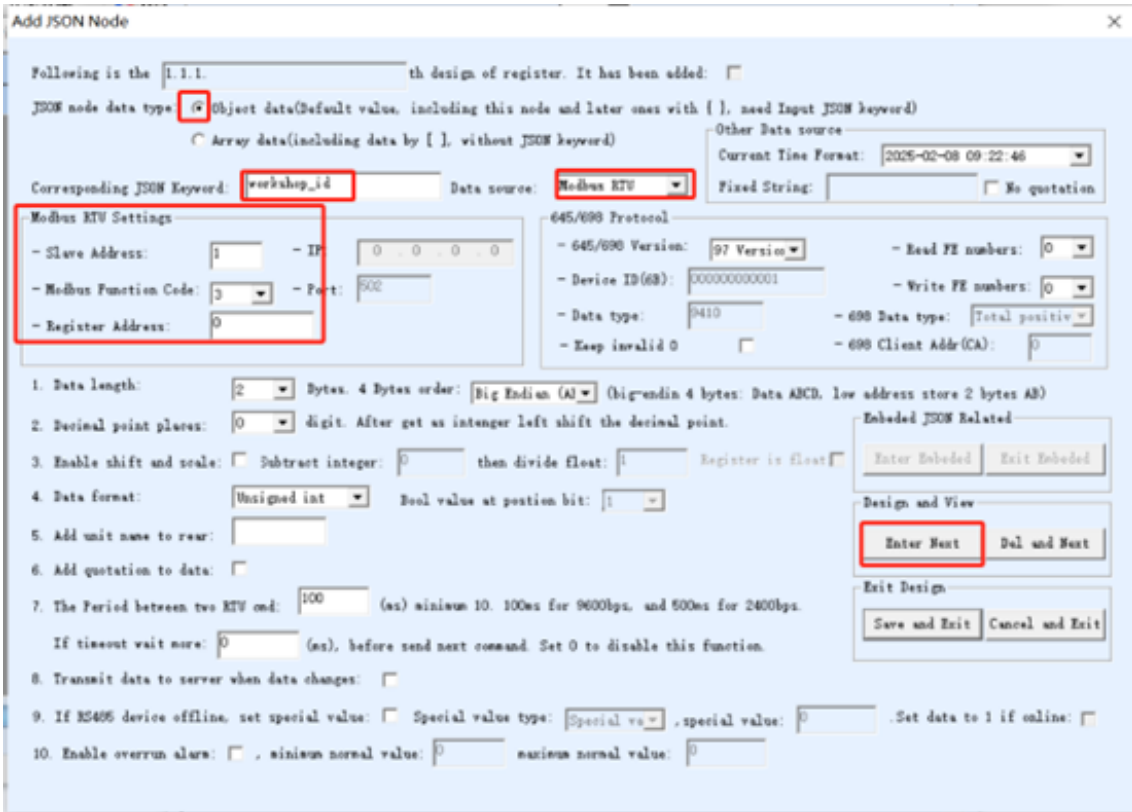 Add JSON Node
Following is the 1.1.1. th design of register. It has been added:
JSON node data type: Object data(Default value, including this node and later ones with { }, need Input JSON keyword)
Array data(including data by [ ], without JSON keyword)
Other Data source
Current Time Format: 2025-02-08 09:22:46
Corresponding JSON Keyword: workshop_id Data source: Modbus RTU Fixed String: No quotation
Modbus RTU Settings
- Slave Address: 1 - IP: 0 . 0 . 0 . 0
- Modbus Function Code: 3 - Port: 502
- Register Address: 0
645/698 Protocol
- 645/698 Version: 97 Versio - Read FE numbers: 0
- Device ID(6B): 000000000001 - Write FE numbers: 0
- Data type: 9410 - 698 Data type: Total positiv
- Keep invalid 0 - 698 Client Addr(CA): 0
1. Data length: 2 Bytes. 4 Bytes order: Big Endian (AB (big-endin 4 bytes: Data ABCD, low address store 2 bytes AB)
2. Decimal point places: 0 digit. After get as intenger left shift the decimal point.
3. Enable shift and scale: Subtract integer: 0 then divide float: 1 Register is float
4. Data format: Unsigned int Bool value at postion bit: 1
5. Add unit name to rear:
6. Add quotation to data:
7. The Period between two RTU cmd: 100 (ms) minimum 10. 100ms for 9600bps, and 500ms for 2400bps.
If timeout wait more: 0 (ms), before send next command. Set 0 to disable this function.
8. Transmit data to server when data changes:
Embeded JSON Related
Enter Embeded Exit Embeded
Design and View
Enter Next Del and Next
Exit Design
Save and Exit Cancel and Exit
9. If RS485 device offline, set special value: Special value type: Special va ,special value: 0 .Set data to 1 if online:
10. Enable overrun alarm: , minimum normal value: 0 maximum normal value: 0